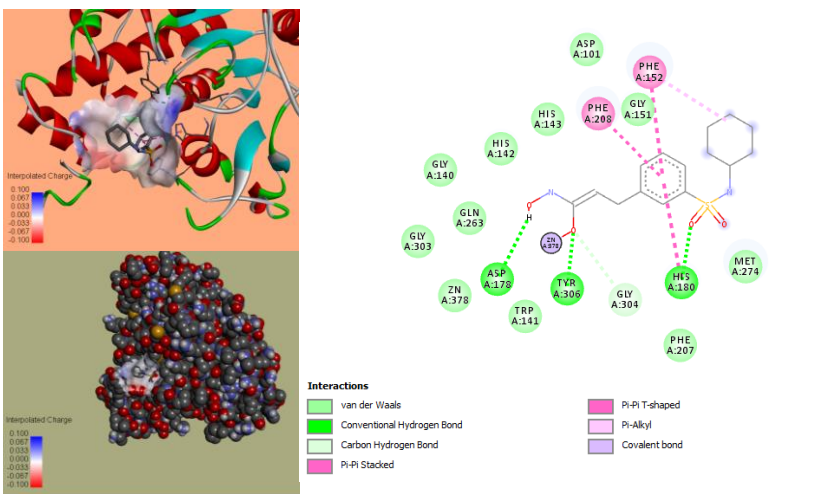 Interpolated Charge
0.100
0.067
0.033
0.000
-0.033
-0.067
-0.100
Interpolated Charge
0.100
0.067
0.033
0.000
-0.033
-0.067
-0.100
ASP
A:101
PHE
A:152
PHE
A:208
GLY
A:151
HIS
A:143
HIS
A:142
GLY
A:140
GLN
A:263
GLY
A:303
ZN
A:378
ASP
A:178
TRP
A:141
TYR
A:306
GLY
A:304
HIS
A:180
MET
A:274
PHE
A:207
N
O
H
O
ZN
A:378
S
O
O
N
Interactions
van der Waals
Conventional Hydrogen Bond
Carbon Hydrogen Bond
Pi-Pi Stacked
Pi-Pi T-shaped
Pi-Alkyl
Covalent bond